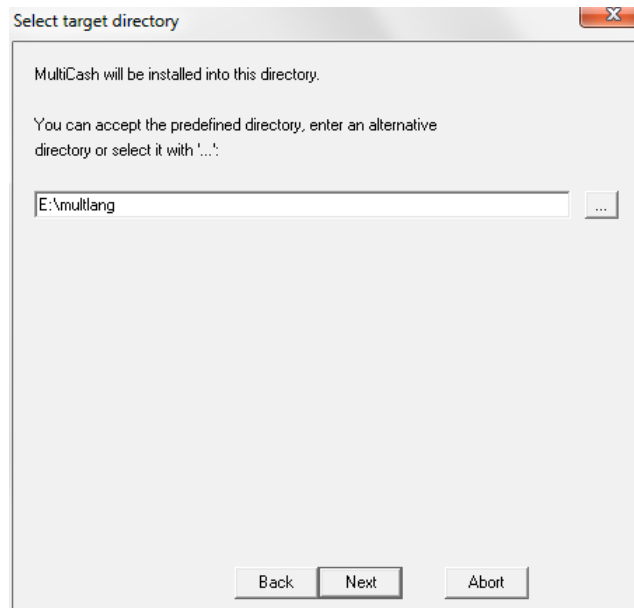 Select target directory
MultiCash will be installed into this directory.
You can accept the predefined directory, enter an alternative
directory or select it with '...':
E:\multlang
...
Back
Next
Abort